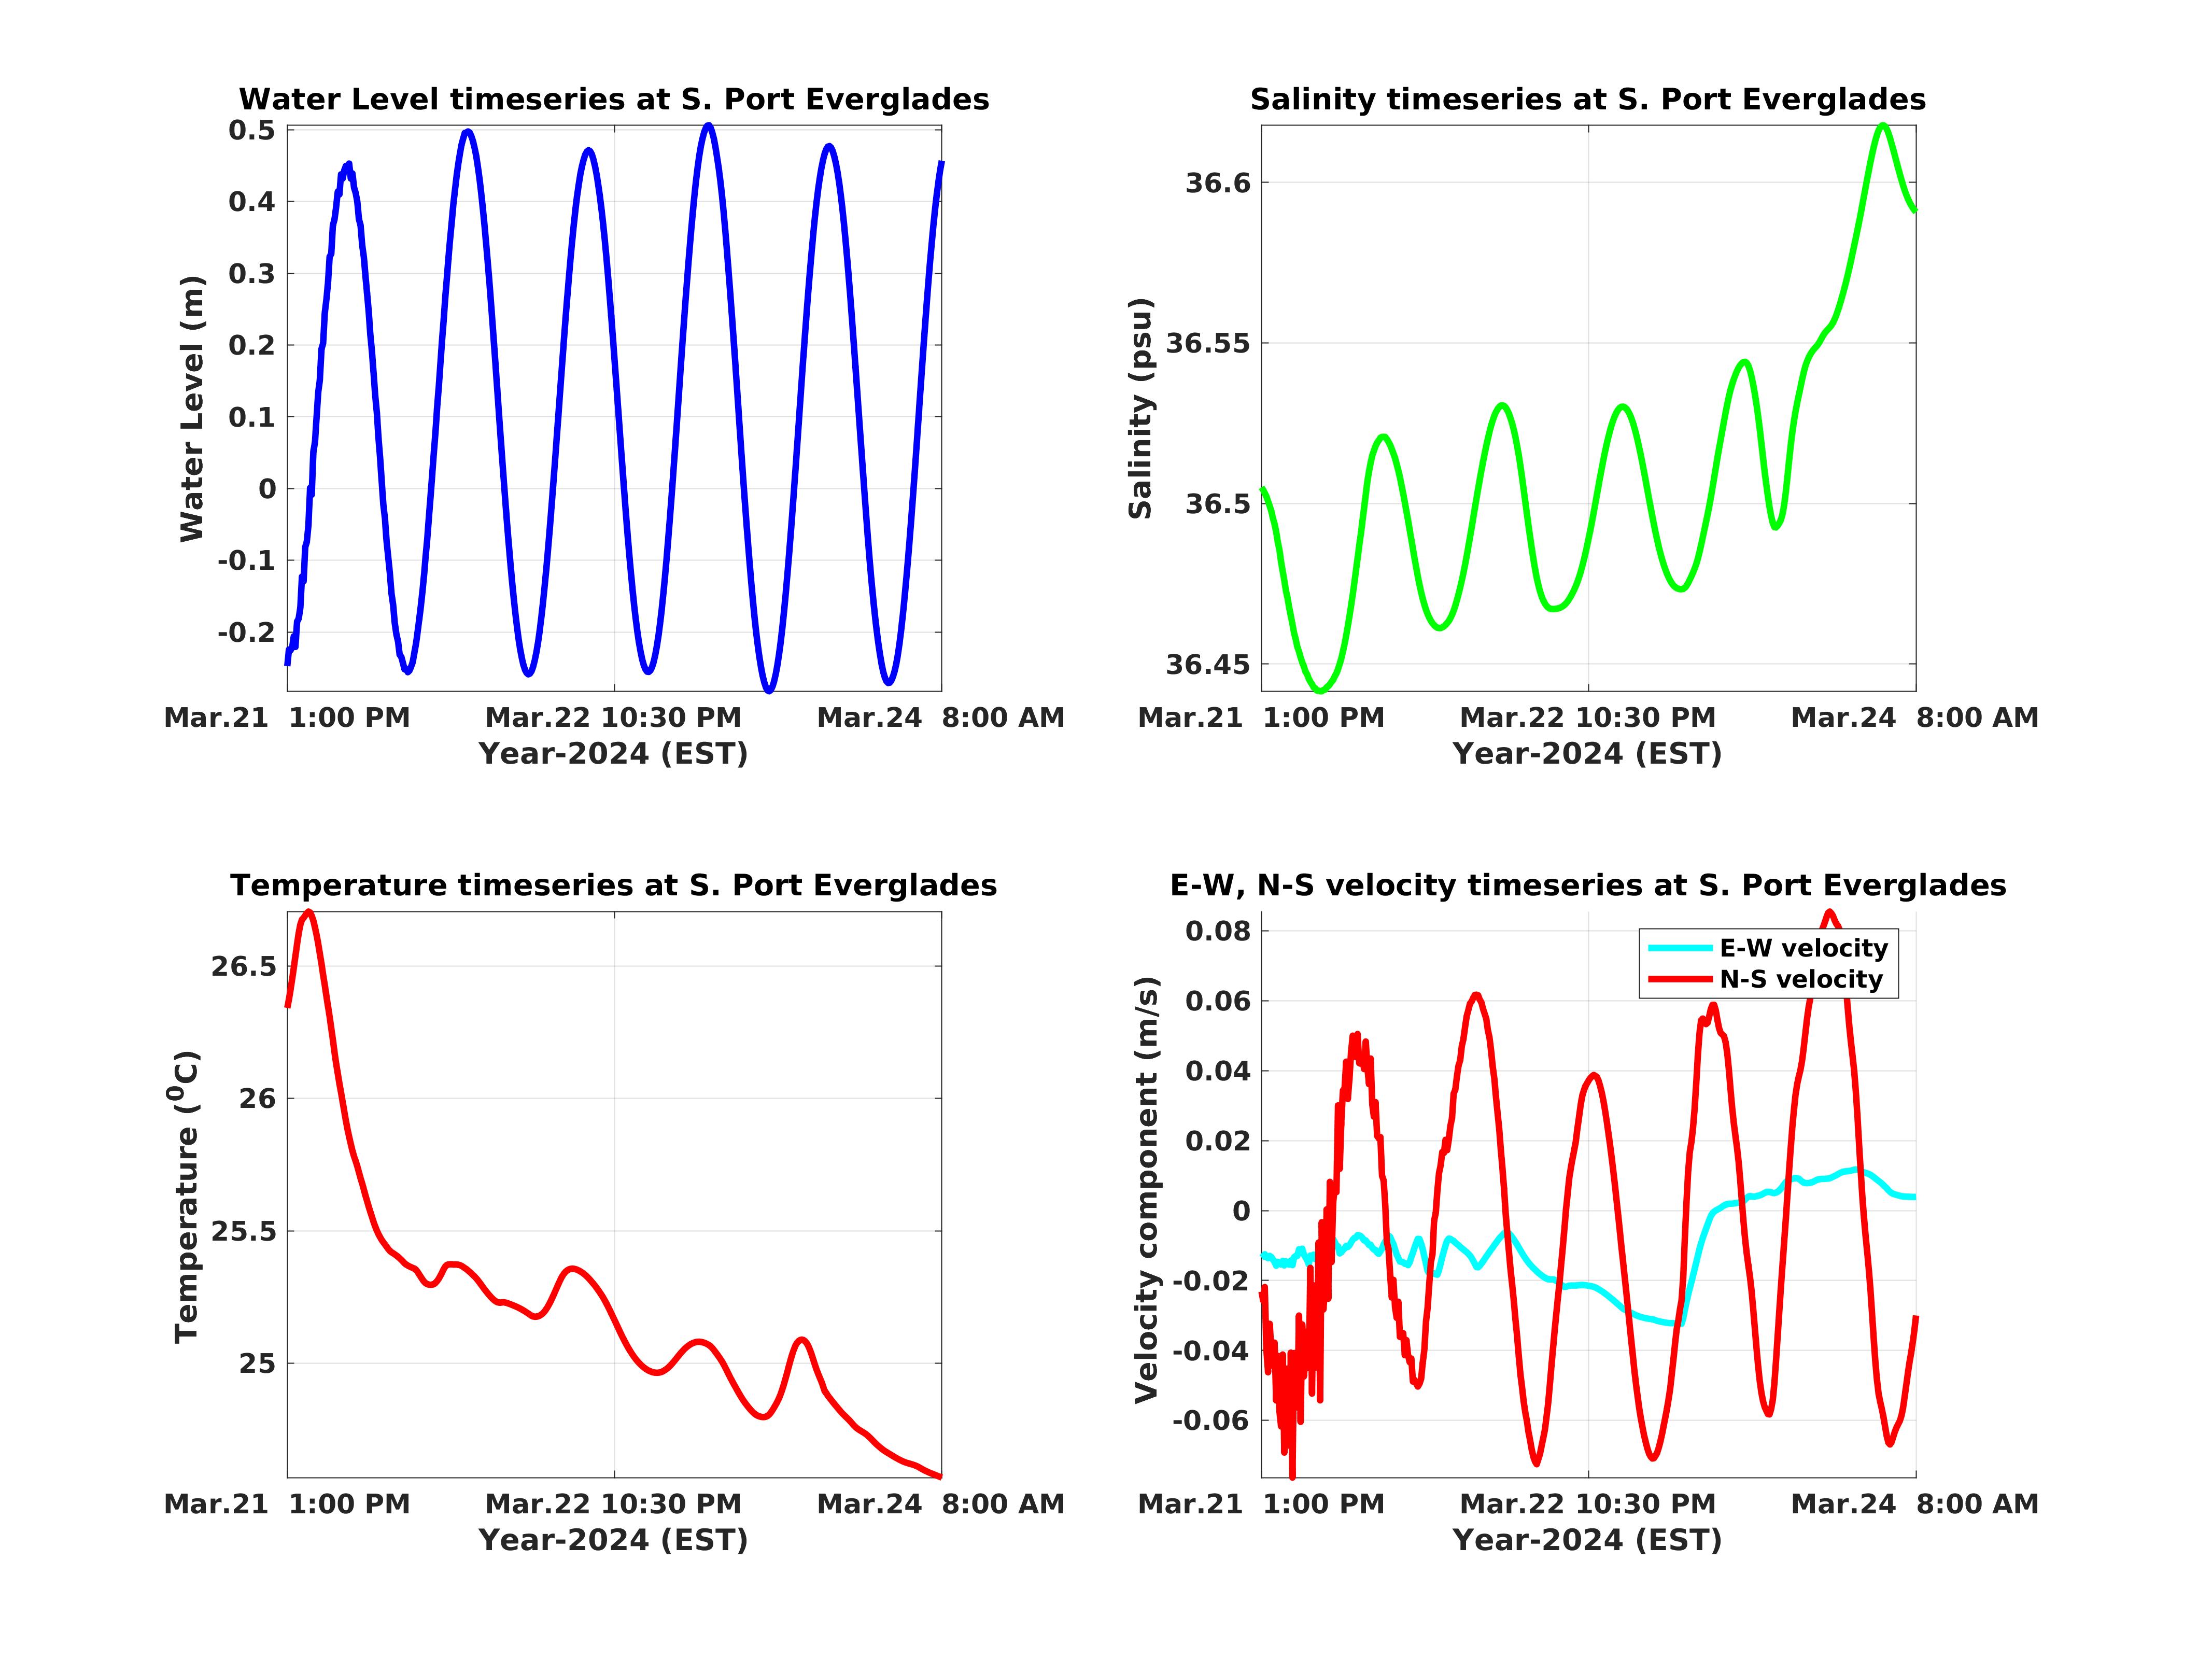 Water Level timeseries at S. Port Everglades
0.5
0.4
0.3
0.2
0.1
0
-0.1
-0.2
Water Level (m)
Mar.21 1:00 PM Mar.22 10:30 PM Mar.24 8:00 AM
Year-2024 (EST)
Salinity timeseries at S. Port Everglades
36.6
36.55
36.5
36.45
Salinity (psu)
Mar.21 1:00 PM Mar.22 10:30 PM Mar.24 8:00 AM
Year-2024 (EST)
Temperature timeseries at S. Port Everglades
26.5
26
25.5
25
Temperature (⁰C)
Mar.21 1:00 PM Mar.22 10:30 PM Mar.24 8:00 AM
Year-2024 (EST)
E-W, N-S velocity timeseries at S. Port Everglades
0.08
0.06
0.04
0.02
0
-0.02
-0.04
-0.06
Velocity component (m/s)
E-W velocity
N-S velocity
Mar.21 1:00 PM Mar.22 10:30 PM Mar.24 8:00 AM
Year-2024 (EST)